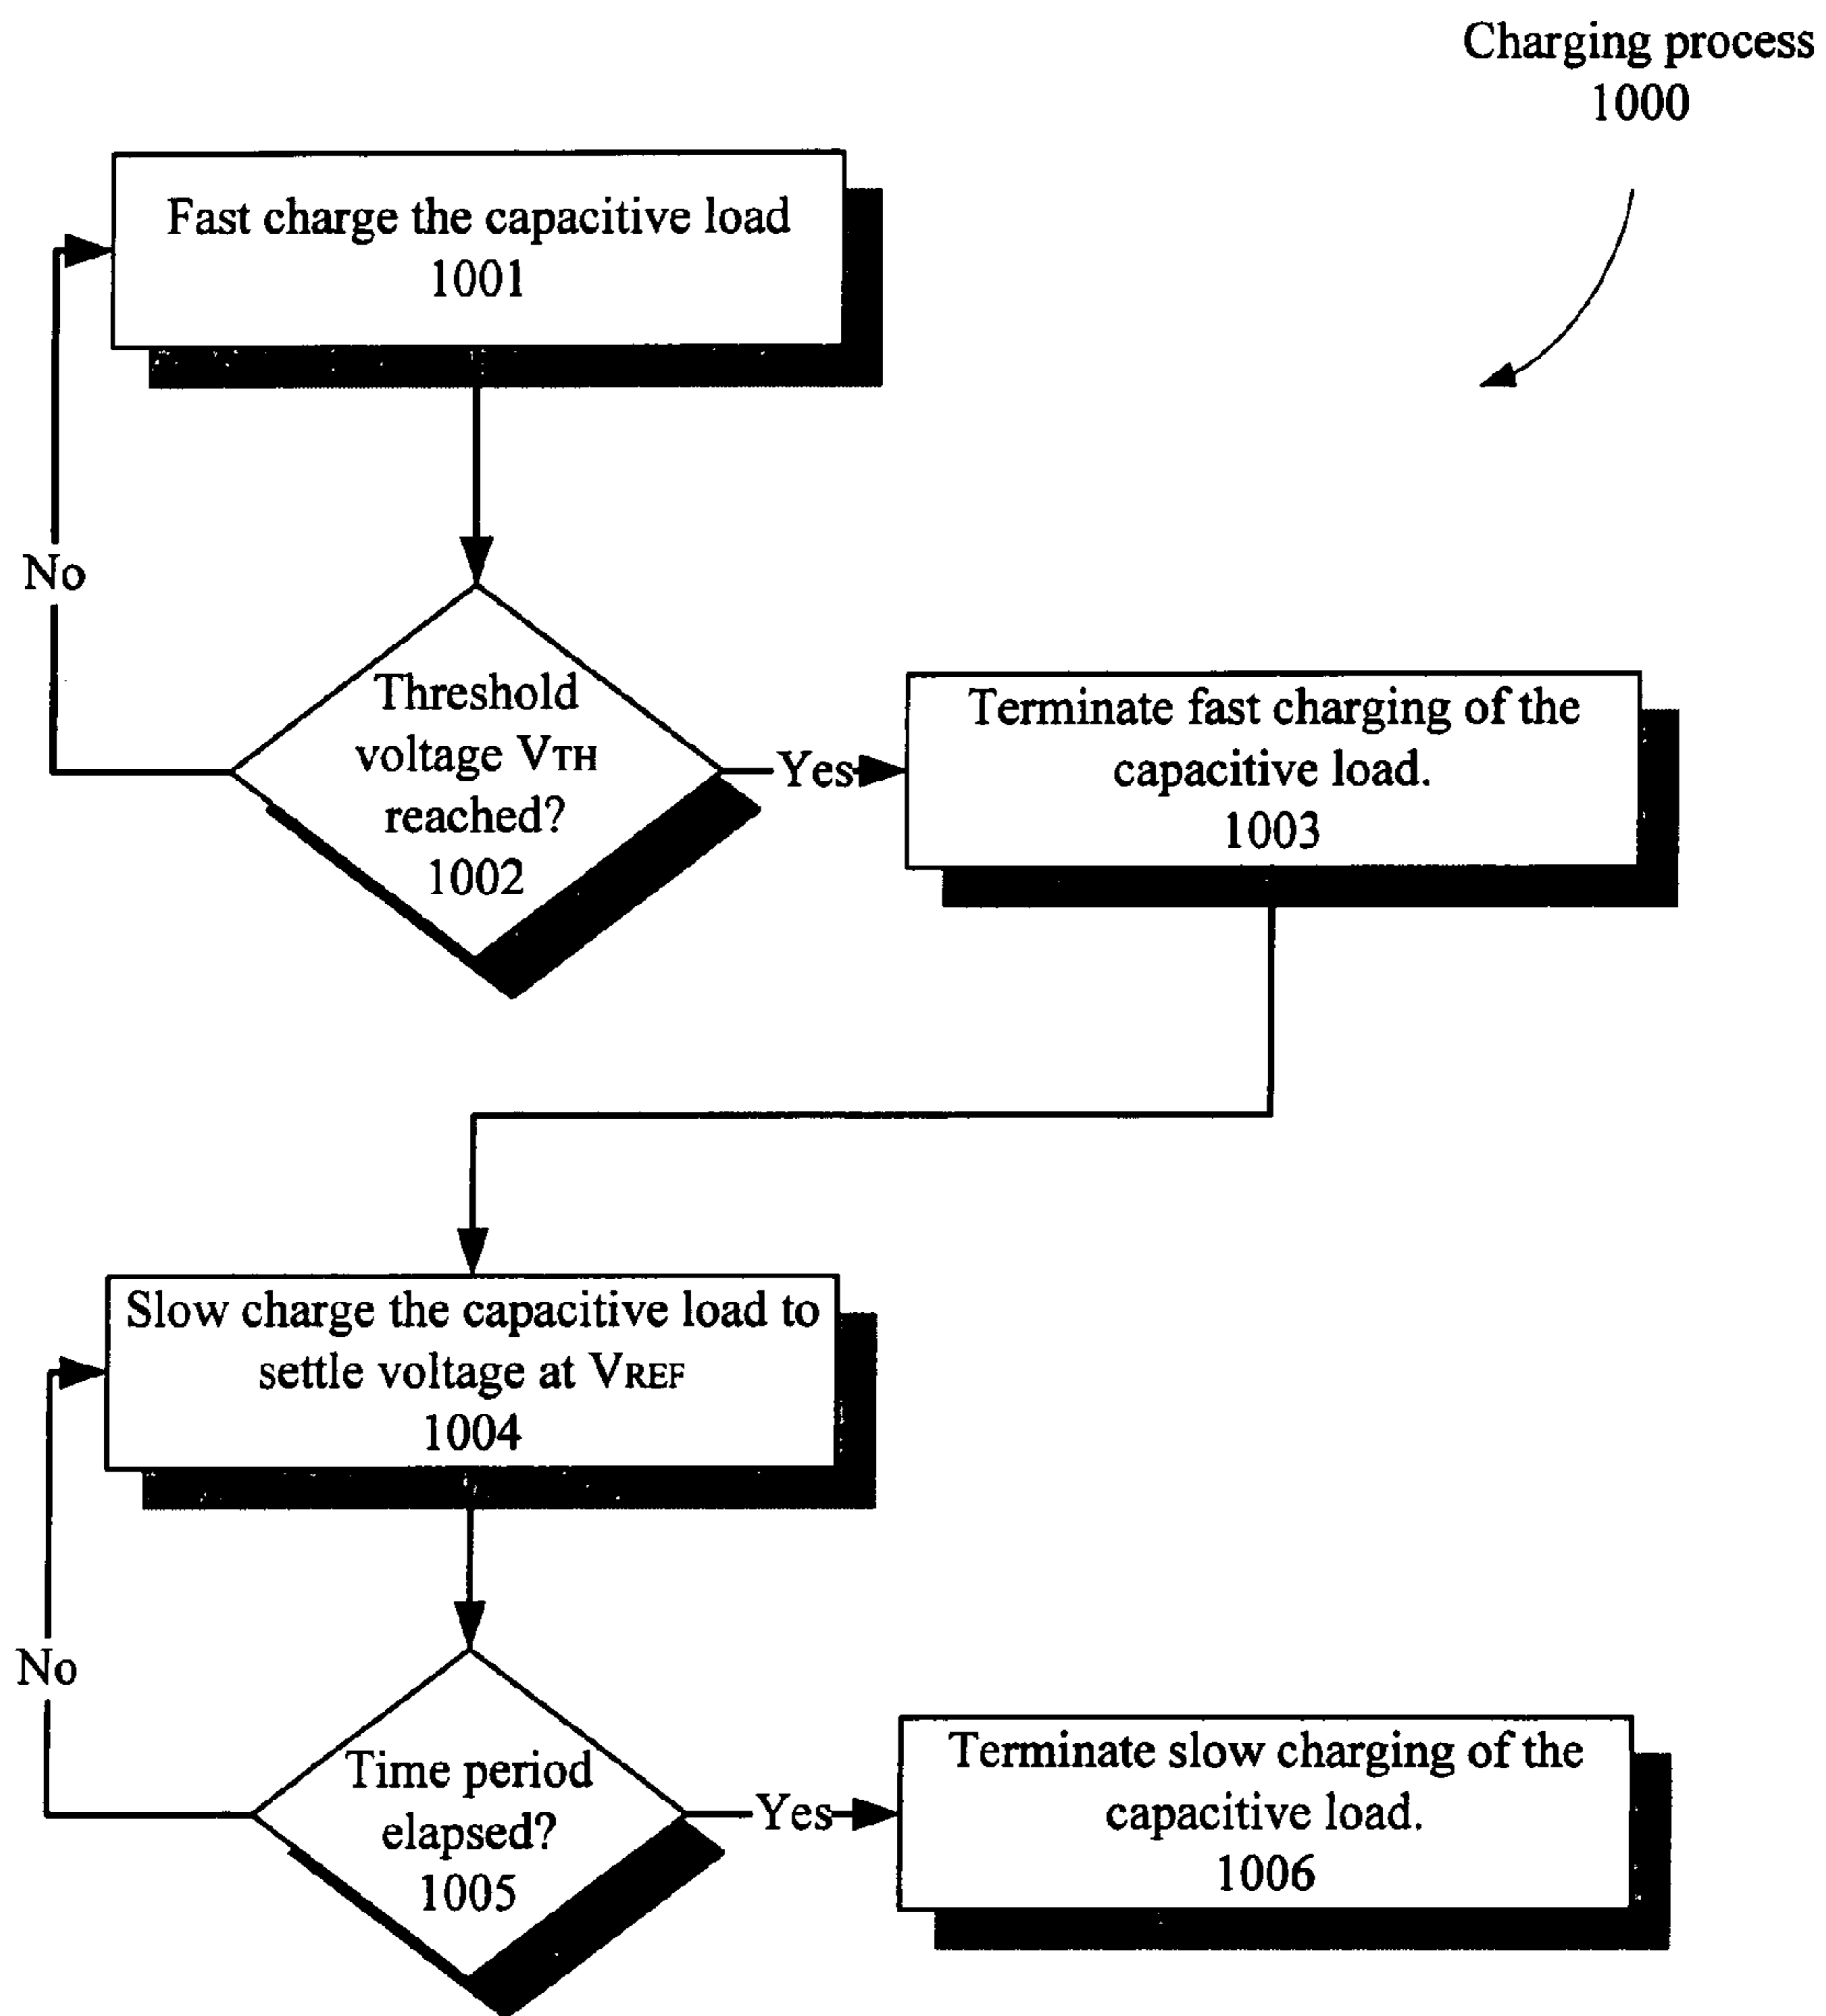 Charging process
1000
Fast charge the capacitive load
1001
No
Threshold
voltage VTH
reached?
1002
Yes
Terminate fast charging of the
capacitive load.
1003
Slow charge the capacitive load to
settle voltage at VREF
1004
No
Time period
elapsed?
1005
Yes
Terminate slow charging of the
capacitive load.
1006